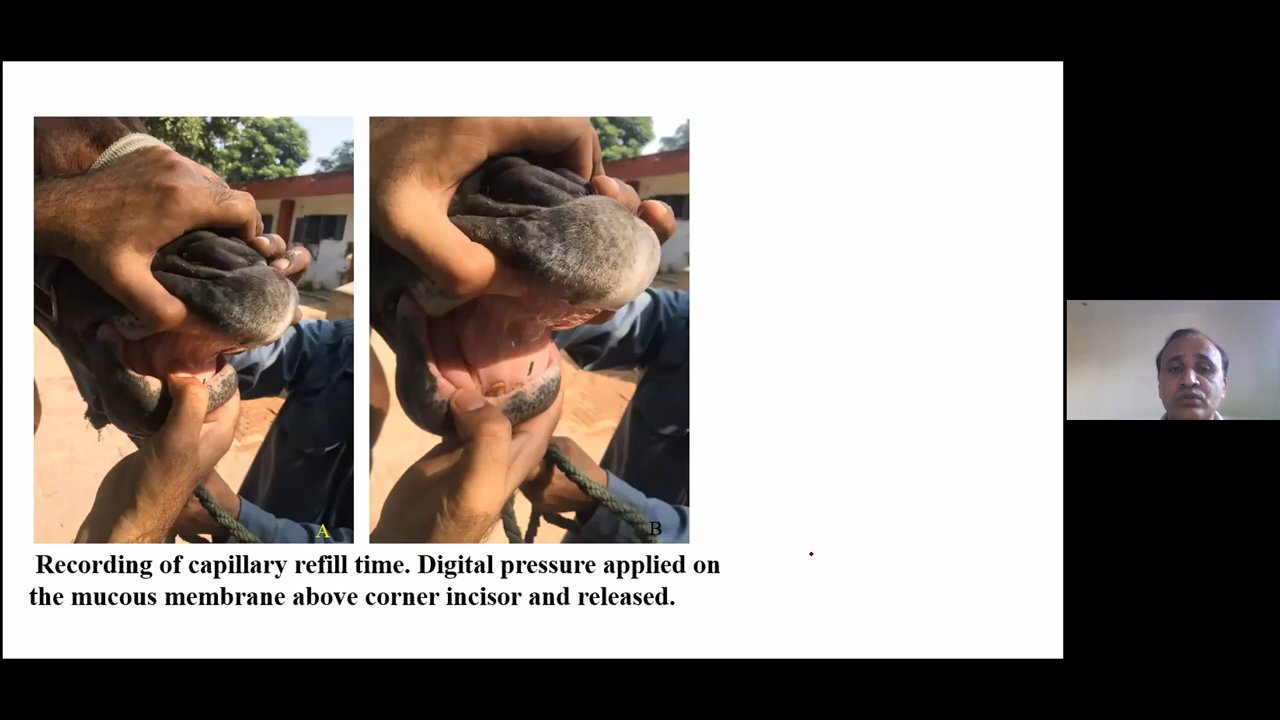 A
B
Recording of capillary refill time. Digital pressure applied on
the mucous membrane above corner incisor and released.